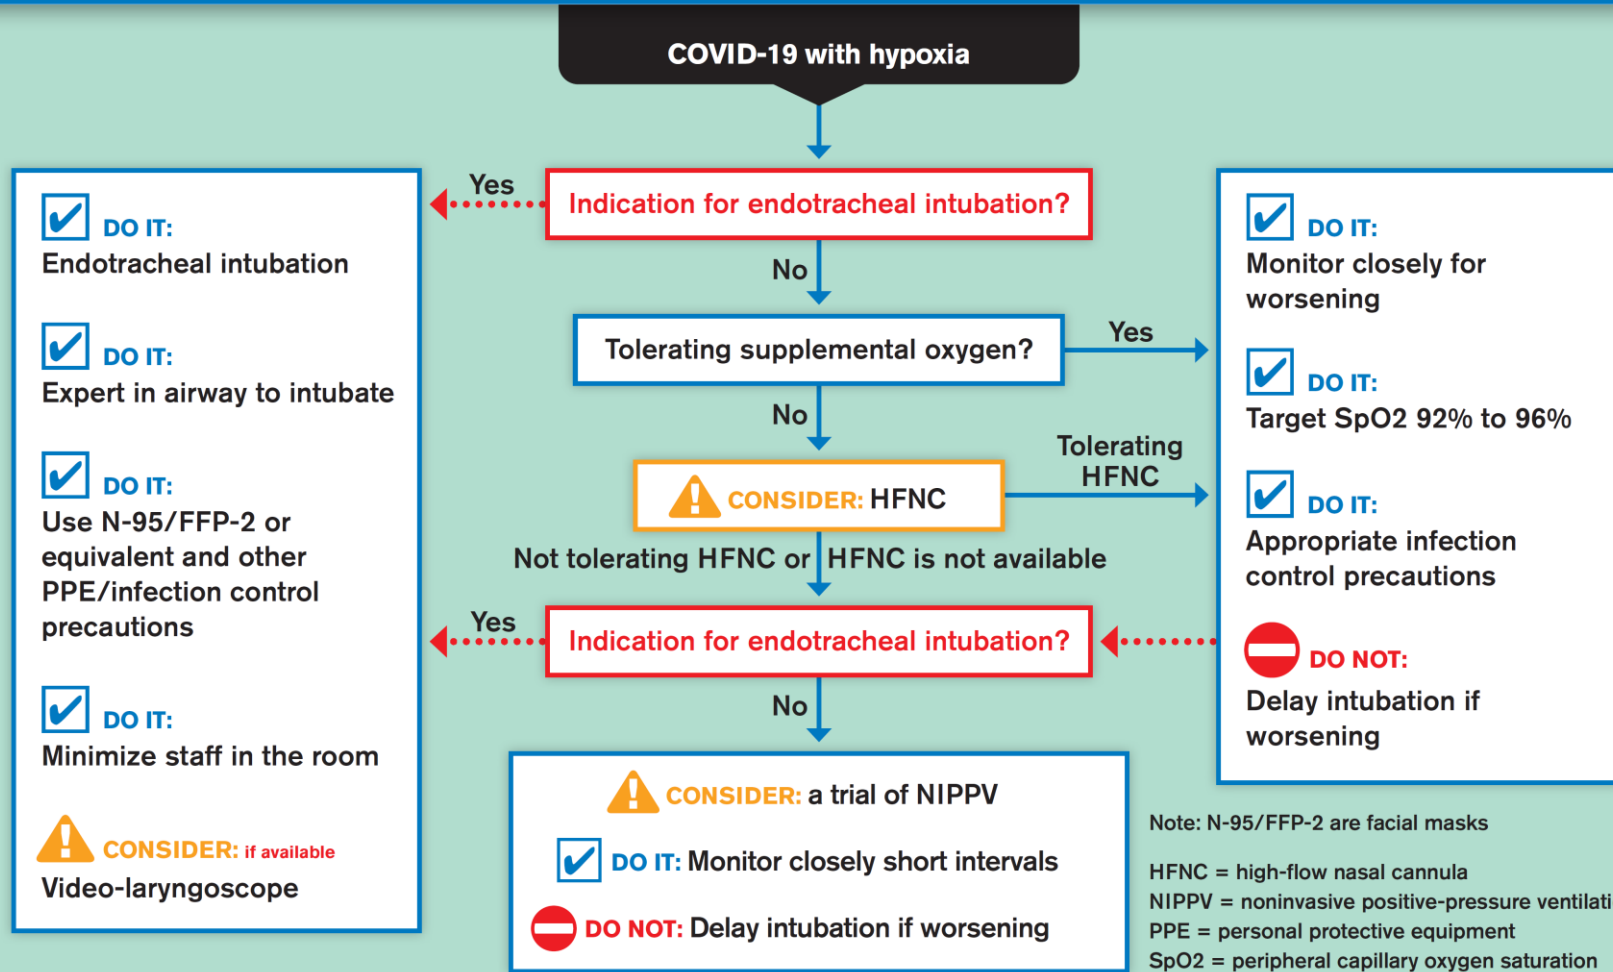 COVID-19 with hypoxia
Indication for endotracheal intubation?
Yes
No
DO IT:
Endotracheal intubation
DO IT:
Expert in airway to intubate
DO IT:
Use N-95/FFP-2 or
equivalent and other
PPE/infection control
precautions
DO IT:
Minimize staff in the room
CONSIDER: if available
Video-laryngoscope
Tolerating supplemental oxygen?
Yes
No
CONSIDER: HFNC
Tolerating
HFNC
Not tolerating HFNC or HFNC is not available
Indication for endotracheal intubation?
Yes
No
CONSIDER: a trial of NIPPV
DO IT: Monitor closely short intervals
DO NOT: Delay intubation if worsening
DO IT:
Monitor closely for
worsening
DO IT:
Target SpO2 92% to 96%
DO IT:
Appropriate infection
control precautions
DO NOT:
Delay intubation if
worsening
Note: N-95/FFP-2 are facial masks
HFNC = high-flow nasal cannula
NIPPV = noninvasive positive-pressure ventilati
PPE = personal protective equipment
SpO2 = peripheral capillary oxygen saturation